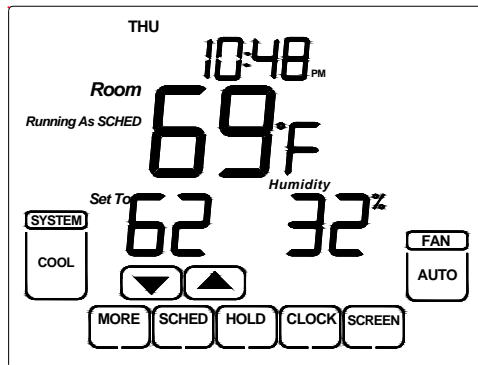 THU
10:48 PM
Room
Running As SCHED
69°F
Humidity
Set To
62
32%
SYSTEM
COOL
FAN
AUTO
MORE SCHED HOLD CLOCK SCREEN